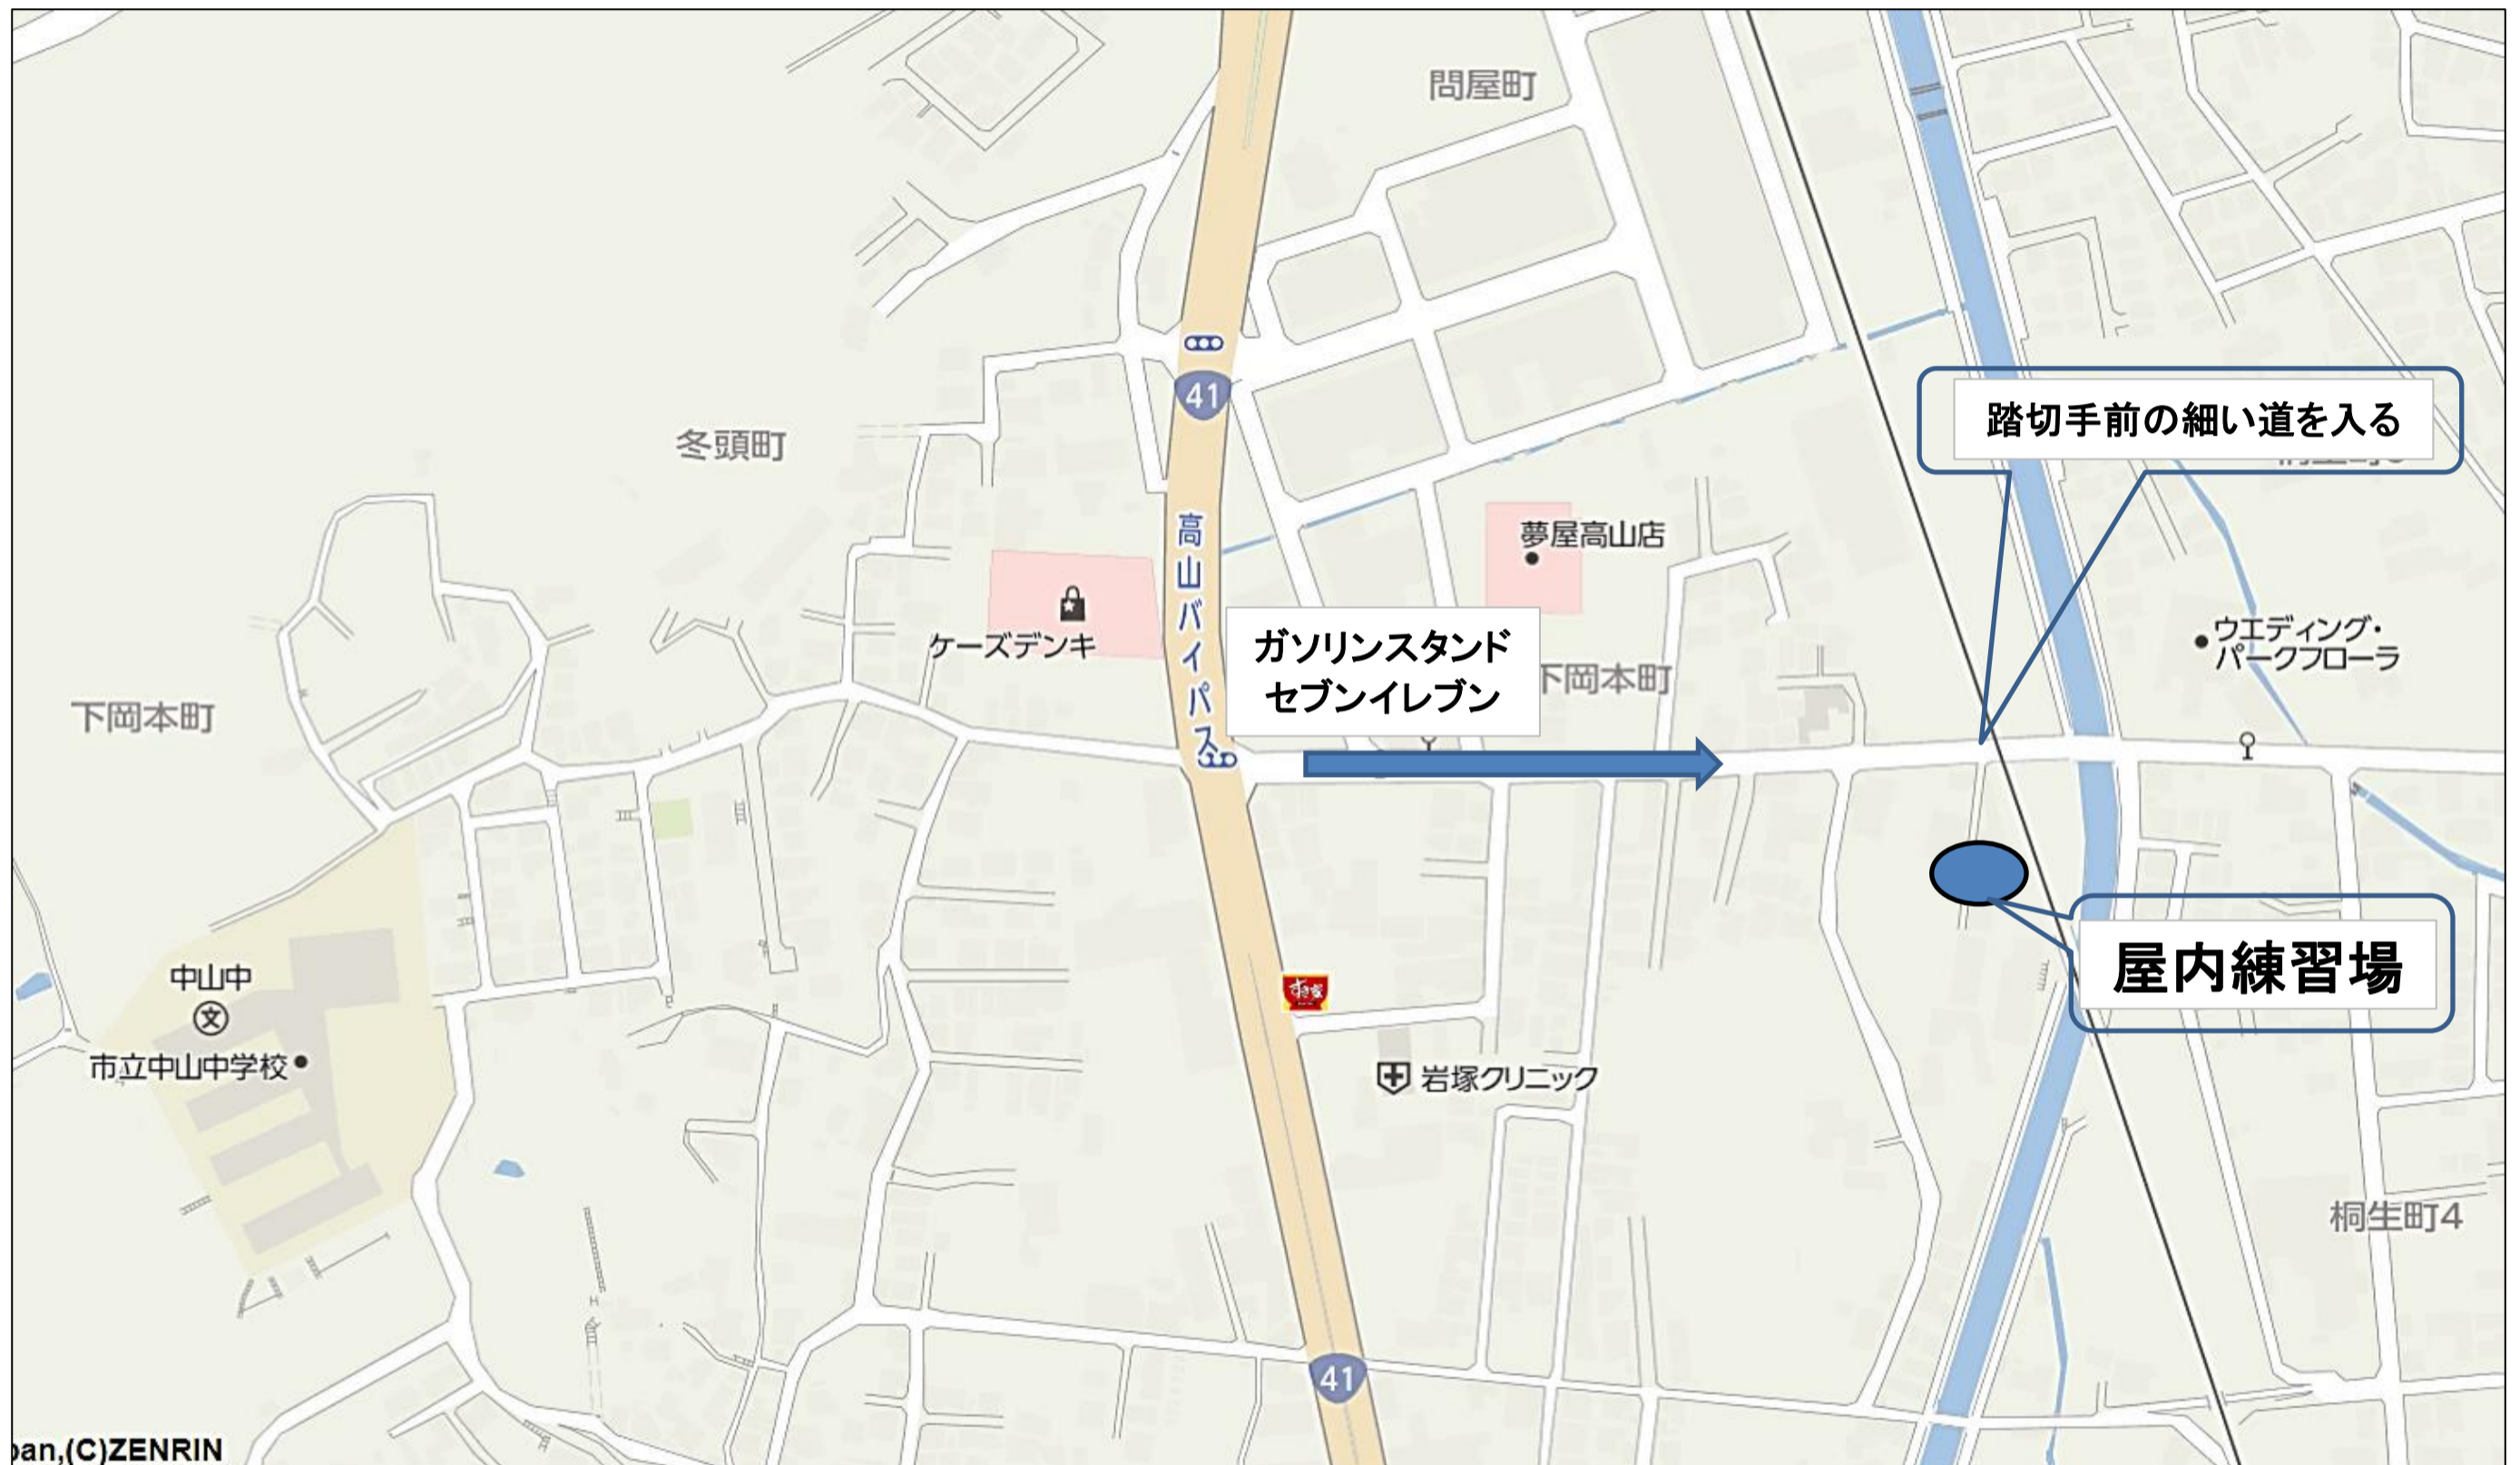 問屋町
41
踏切手前の細い道を入る
冬頭町
高山バイパス
夢屋高山店
ケーズデンキ
ガソリンスタンド
セブンイレブン
下岡本町
ウエディング・
パークフローラ
下岡本町
屋内練習場
中山中
文
市立中山中学校
すき家
岩塚クリニック
桐生町4
41
pan,(C)ZENRIN